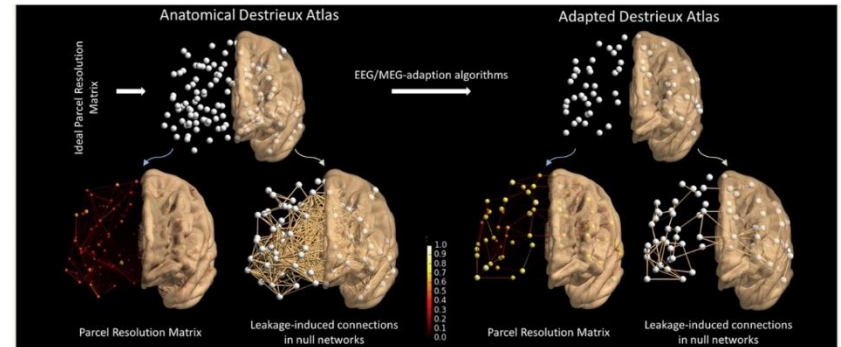 Anatomical Destrieux Atlas
Adapted Destrieux Atlas
Ideal Parcel Resolution
Matrix
EEG/MEG-adaption algorithms
1.0
0.9
0.8
0.7
0.6
0.5
0.4
0.3
0.2
0.1
0.0
Parcel Resolution Matrix
Leakage-induced connections
in null networks
Parcel Resolution Matrix
Leakage-induced connections
in null networks